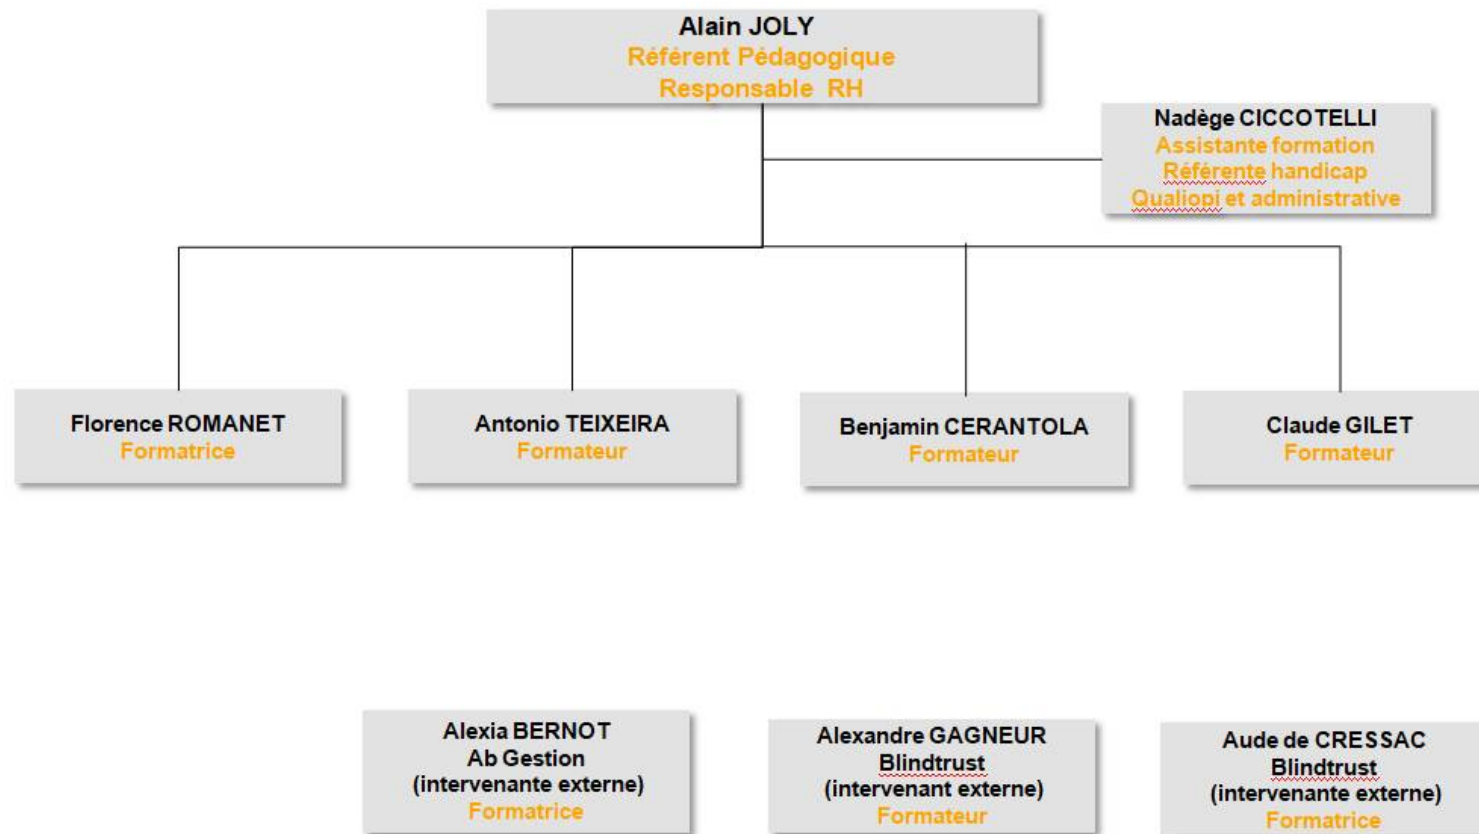 Alain JOLY
Référent Pédagogique
Responsable RH
Nadège CICCOTELLI
Assistante formation
Référente handicap
Qualiopi et administrative
Florence ROMANET
Formatrice
Antonio TEIXEIRA
Formateur
Benjamin CERANTOLA
Formateur
Claude GILET
Formateur
Alexia BERNOT
Ab Gestion
(intervenante externe)
Formatrice
Alexandre GAGNEUR
Blindtrust
(intervenant externe)
Formateur
Aude de CRESSAC
Blindtrust
(intervenante externe)
Formatrice